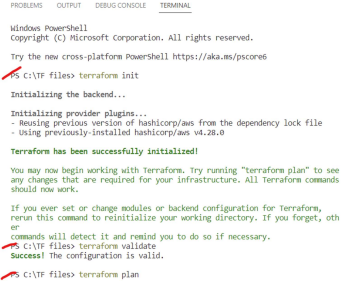 PROBLEMS OUTPUT DEBUG CONSOLE TERMINAL
Windows PowerShell
Copyright (C) Microsoft Corporation. All rights reserved.
Try the new cross-platform PowerShell https://aka.ms/pscore6
PS C:\TF files> terraform init
Initializing the backend...
Initializing provider plugins...
- Reusing previous version of hashicorp/aws from the dependency lock file
- Using previously-installed hashicorp/aws v4.28.0
Terraform has been successfully initialized!
You may now begin working with Terraform. Try running "terraform plan" to see
any changes that are required for your infrastructure. All Terraform commands
should now work.
If you ever set or change modules or backend configuration for Terraform,
rerun this command to reinitialize your working directory. If you forget, oth
er
commands will detect it and remind you to do so if necessary.
PS C:\TF files> terraform validate
Success! The configuration is valid.
PS C:\TF files> terraform plan